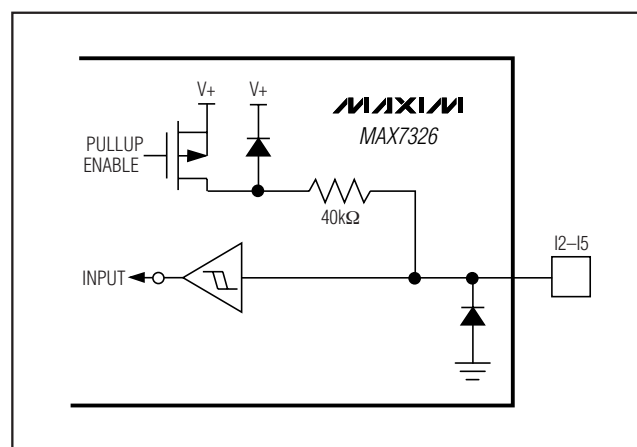 V+ V+
MAXIM
MAX7326
PULLUP
ENABLE
40kΩ
I2–I5
INPUT